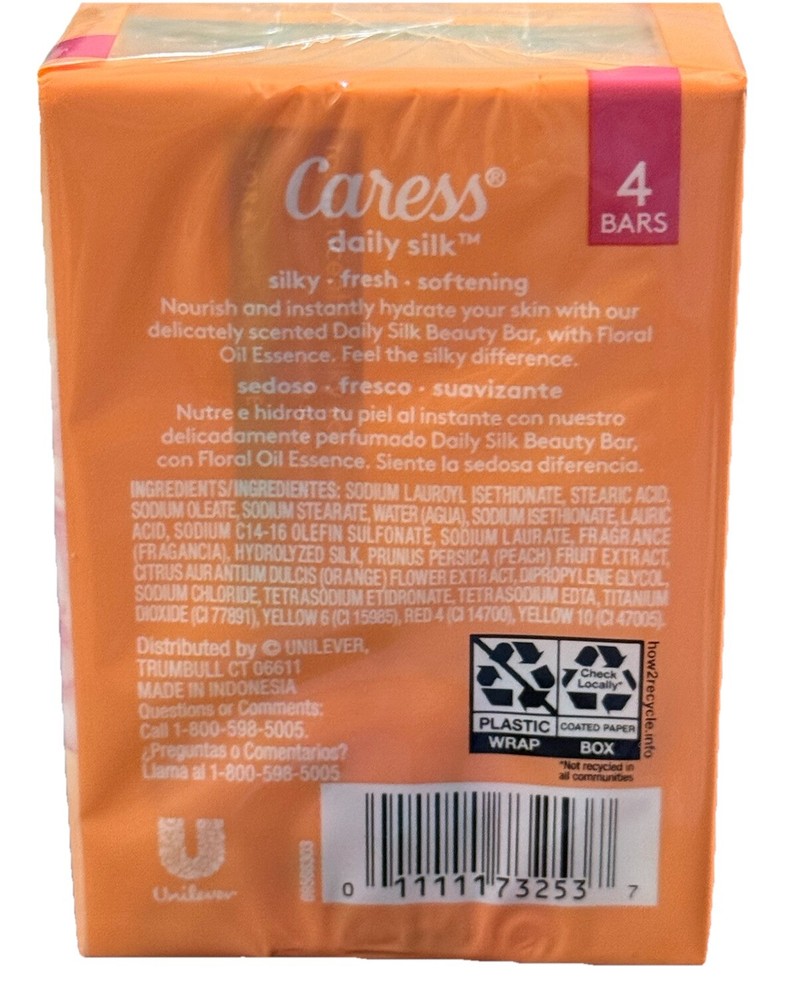 4
BARS
Caress®
daily silk™
silky · fresh · softening
Nourish and instantly hydrate your skin with our
delicately scented Daily Silk Beauty Bar, with Floral
Oil Essence. Feel the silky difference.
sedoso · fresco · suavizante
Nutre e hidrata tu piel al instante con nuestro
delicadamente perfumado Daily Silk Beauty Bar,
con Floral Oil Essence. Siente la sedosa diferencia.
INGREDIENTS/INGREDIENTES: SODIUM LAUROYL ISETHIONATE, STEARIC ACID,
SODIUM OLEATE, SODIUM STEARATE, WATER (AGUA), SODIUM ISETHIONATE, LAURIC
ACID, SODIUM C14-16 OLEFIN SULFONATE, SODIUM LAURATE, FRAGRANCE
(FRAGANCIA), HYDROLYZED SILK, PRUNUS PERSICA (PEACH) FRUIT EXTRACT,
CITRUS AURANTIUM DULCIS (ORANGE) FLOWER EXTRACT, DIPROPYLENE GLYCOL,
SODIUM CHLORIDE, TETRASODIUM ETIDRONATE, TETRASODIUM EDTA, TITANIUM
DIOXIDE (CI 77891), YELLOW 6 (CI 15985), RED 4 (CI 14700), YELLOW 10 (CI 47005).
Distributed by © UNILEVER,
TRUMBULL CT 06611
MADE IN INDONESIA
Questions or Comments:
Call 1-800-598-5005.
¿Preguntas o Comentarios?
Llama al 1-800-598-5005
Check
Locally*
PLASTIC
WRAP
COATED PAPER
BOX
how2recycle.info
*Not recycled in
all communities
Unilever
0 11111 73253 7